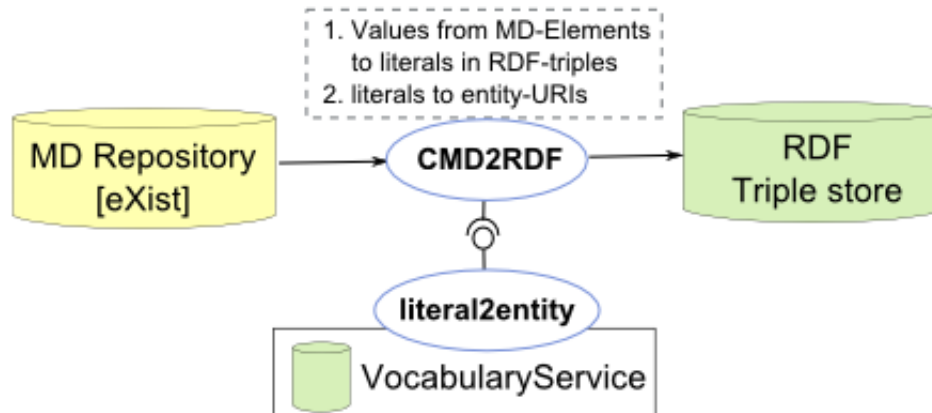 1. Values from MD-Elements
to literals in RDF-triples
2. literals to entity-URIs
MD Repository
[eXist]
CMD2RDF
RDF
Triple store
literal2entity
VocabularyService